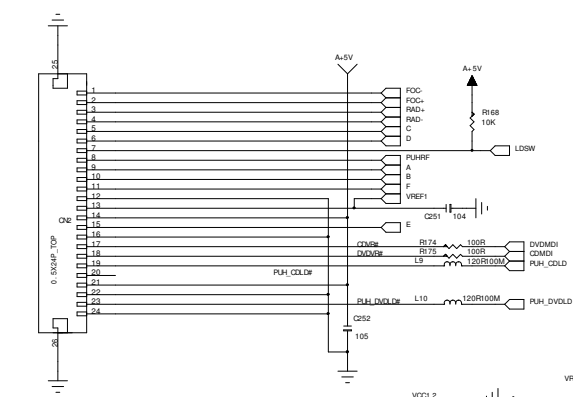 25
A+5V
A+5V
1
FOC-
2
FOC+
3
RAD+
R168
4
RAD-
10K
5
C
6
D
7
LDSW
8
PUHRF
9
A
10
B
11
F
12
VREF1
13
C251 104
14
CN2
15
E
16
17
CDVR# R174 100R DVDMDI
18
DVDVR# R175 100R CDMDI
19
L9 120R100M PUH_CDLD
20
PUH_CDLD#
21
22
23
PUH_DVDLD# L10 120R100M PUH_DVDLD
24
0.5X24P_TOP
C252
105
26
VR
VCC1.2